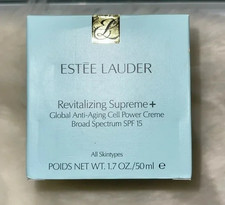 ESTĒE LAUDER
Revitalizing Supreme+
Global Anti-Aging Cell Power Creme
Broad Spectrum SPF 15
All Skintypes
POIDS NET WT. 1.7 OZ./50ml ℮